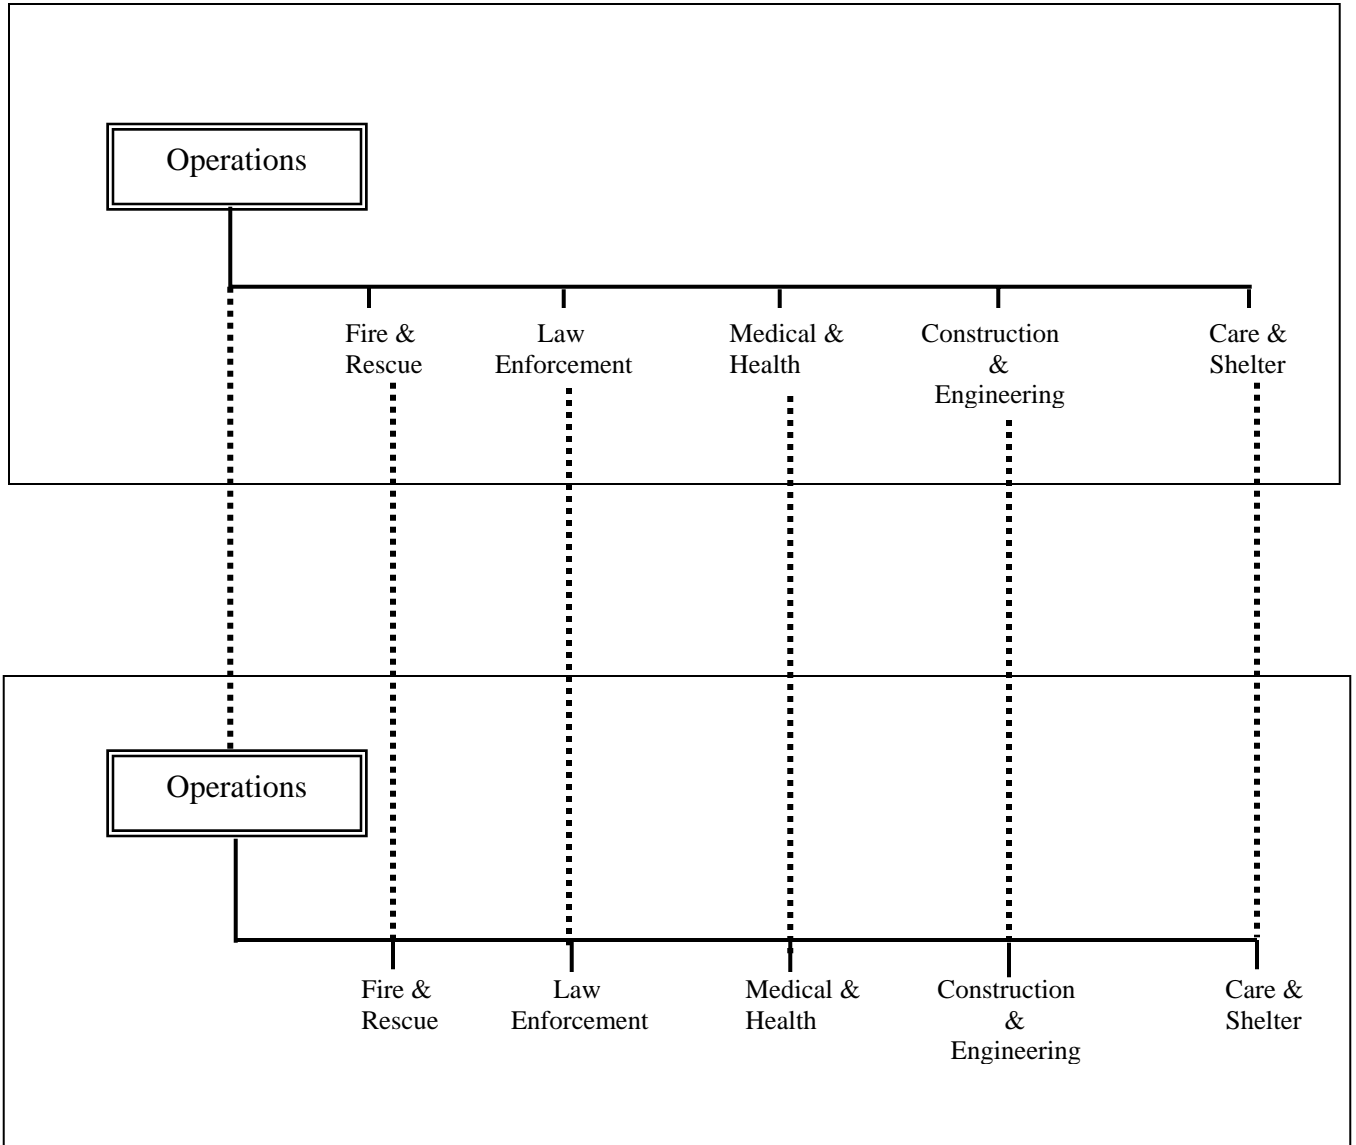 Operations
Fire &
Rescue
Law
Enforcement
Medical &
Health
Construction
&
Engineering
Care &
Shelter
Operations
Fire &
Rescue
Law
Enforcement
Medical &
Health
Construction
&
Engineering
Care &
Shelter